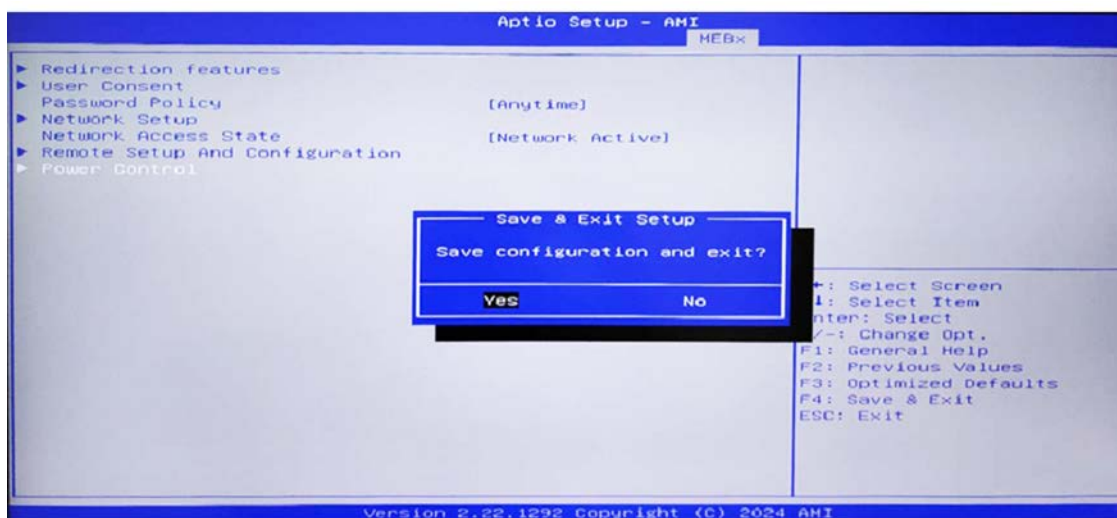 Aptio Setup - AMI
MEBx
► Redirection features
► User Consent
Password Policy [Anytime]
► Network Setup
Network Access State [Network Active]
► Remote Setup And Configuration
► Power Control
Save & Exit Setup
Save configuration and exit?
Yes No
: Select Screen
: Select Item
nter: Select
/-: Change Opt.
F1: General Help
F2: Previous Values
F3: Optimized Defaults
F4: Save & Exit
ESC: Exit
Version 2.22.1292 Copyright (C) 2024 AMI